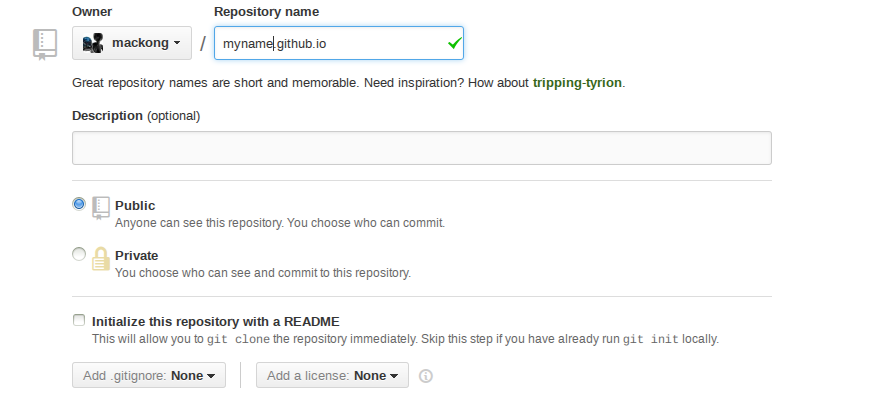 Owner
Repository name
mackong / myname.github.io
Great repository names are short and memorable. Need inspiration? How about tripping-tyrion.
Description (optional)
Public
Anyone can see this repository. You choose who can commit.
Private
You choose who can see and commit to this repository.
Initialize this repository with a README
This will allow you to git clone the repository immediately. Skip this step if you have already run git init locally.
Add .gitignore: None
Add a license: None